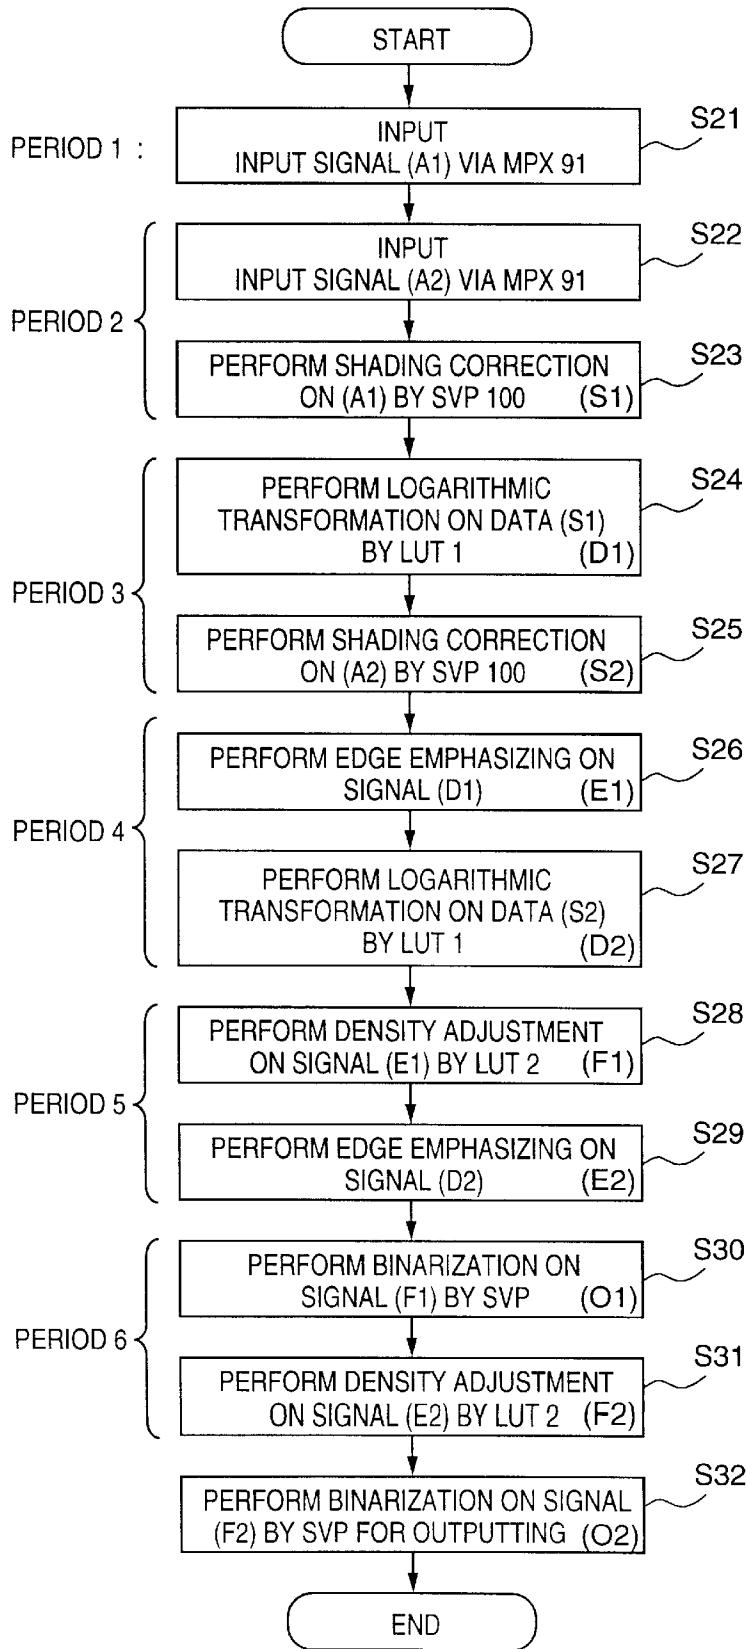 START
PERIOD 1 :
INPUT
INPUT SIGNAL (A1) VIA MPX 91
S21
PERIOD 2
INPUT
INPUT SIGNAL (A2) VIA MPX 91
S22
PERFORM SHADING CORRECTION
ON (A1) BY SVP 100 (S1)
S23
PERIOD 3
PERFORM LOGARITHMIC
TRANSFORMATION ON DATA (S1)
BY LUT 1 (D1)
S24
PERFORM SHADING CORRECTION
ON (A2) BY SVP 100 (S2)
S25
PERIOD 4
PERFORM EDGE EMPHASIZING ON
SIGNAL (D1) (E1)
S26
PERFORM LOGARITHMIC
TRANSFORMATION ON DATA (S2)
BY LUT 1 (D2)
S27
PERIOD 5
PERFORM DENSITY ADJUSTMENT
ON SIGNAL (E1) BY LUT 2 (F1)
S28
PERFORM EDGE EMPHASIZING ON
SIGNAL (D2) (E2)
S29
PERIOD 6
PERFORM BINARIZATION ON
SIGNAL (F1) BY SVP (O1)
S30
PERFORM DENSITY ADJUSTMENT
ON SIGNAL (E2) BY LUT 2 (F2)
S31
PERFORM BINARIZATION ON SIGNAL
(F2) BY SVP FOR OUTPUTTING (O2)
S32
END